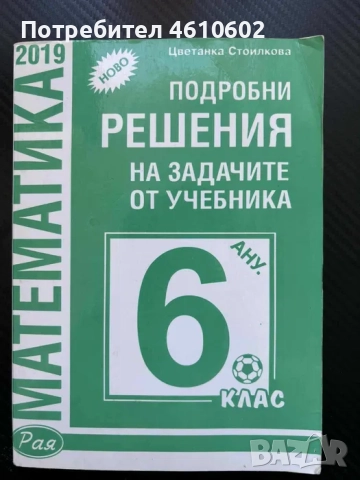 Потребител 4610602
2019
Цветанка Стоилкова
НОВО
МАТЕМАТИКА
ПОДРОБНИ
РЕШЕНИЯ
НА ЗАДАЧИТЕ
ОТ УЧЕБНИКА
АНУ.
6
КЛАС
Рая
BAZAR